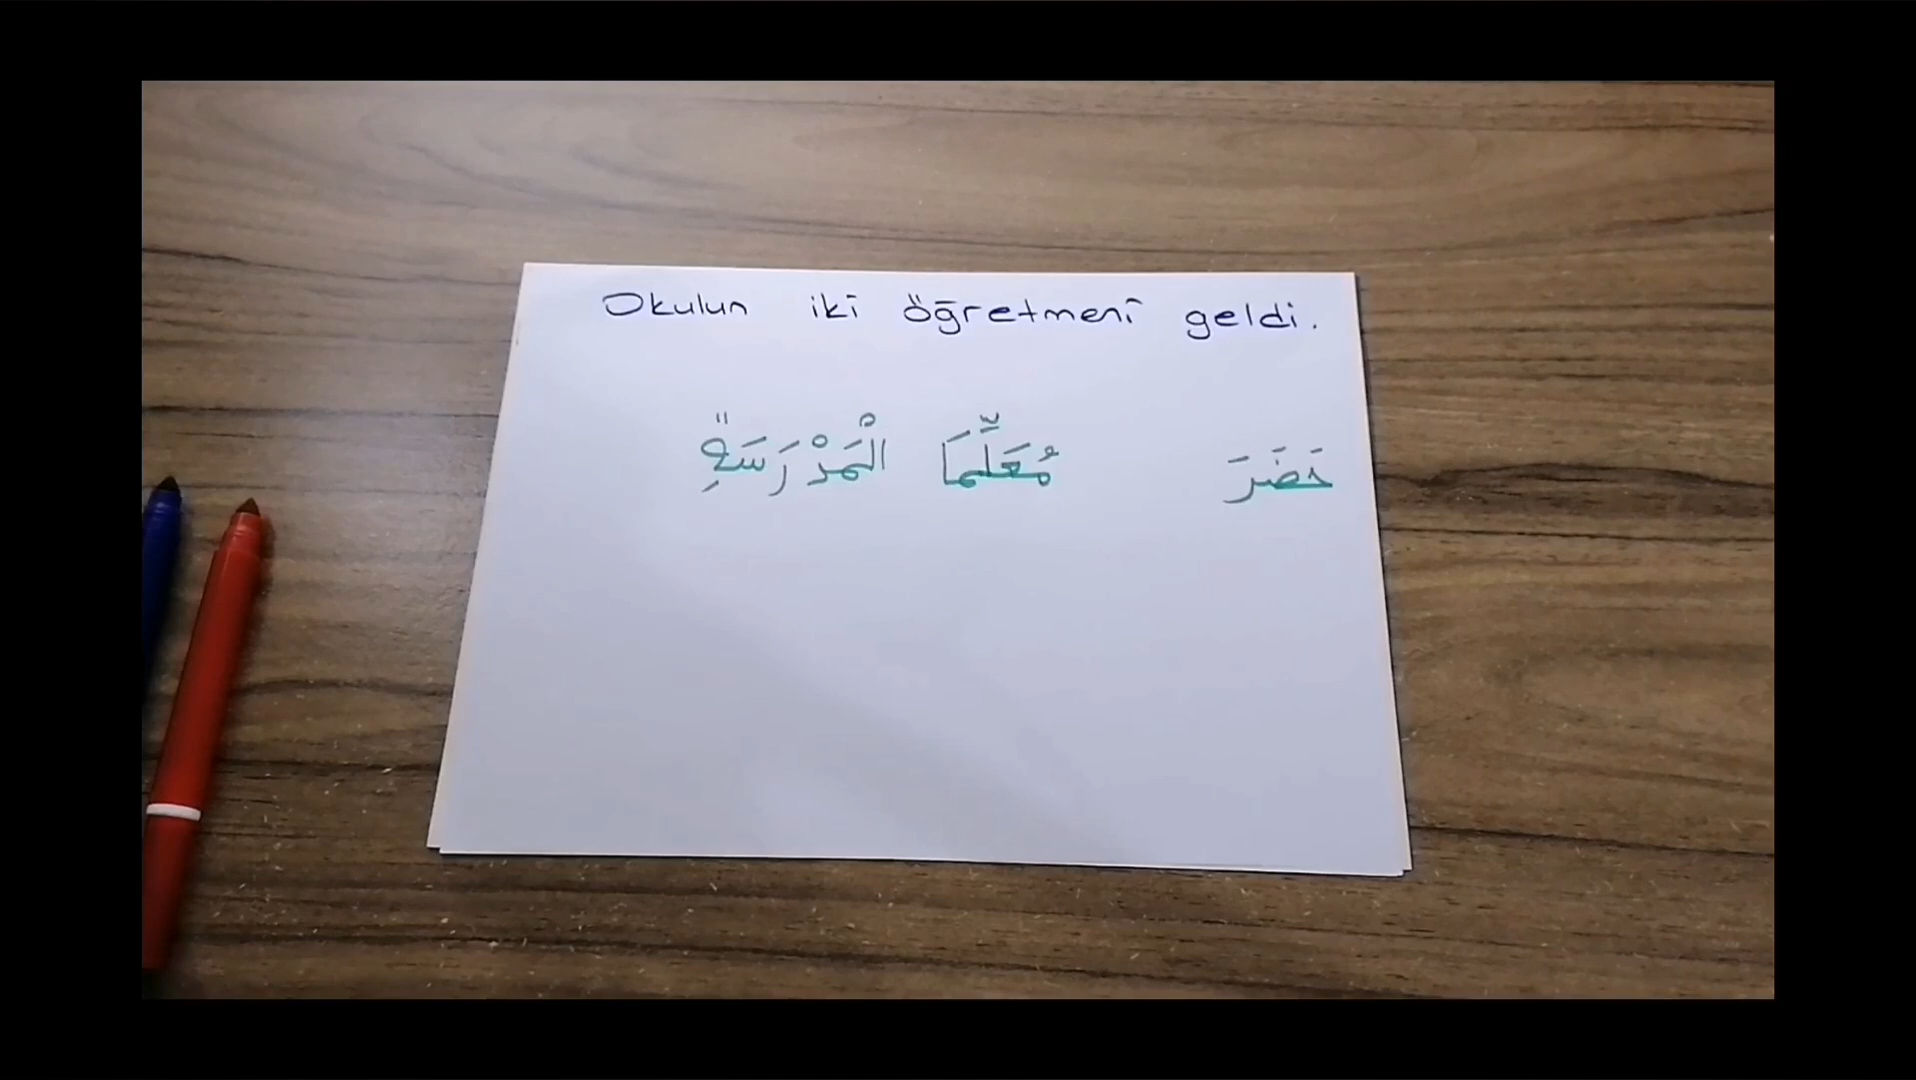 Okulun iki öğretmeni geldi.
حَضَرَ مُعَلِّمَا الْمَدْرَسَةِ